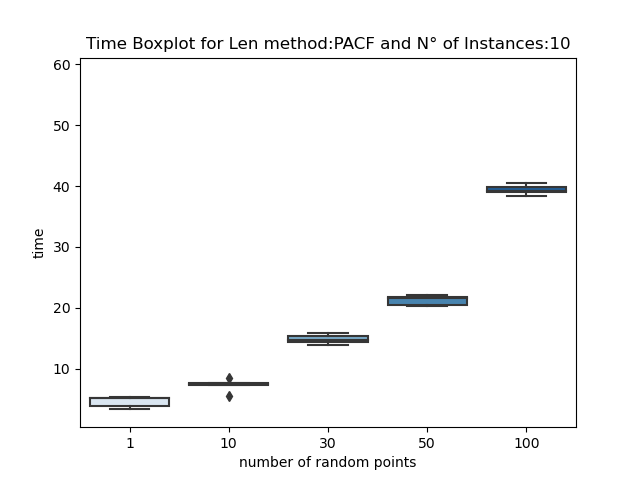 Time Boxplot for Len method:PACF and N° of Instances:10
60
50
40
30
20
10
time
1 10 30 50 100
number of random points